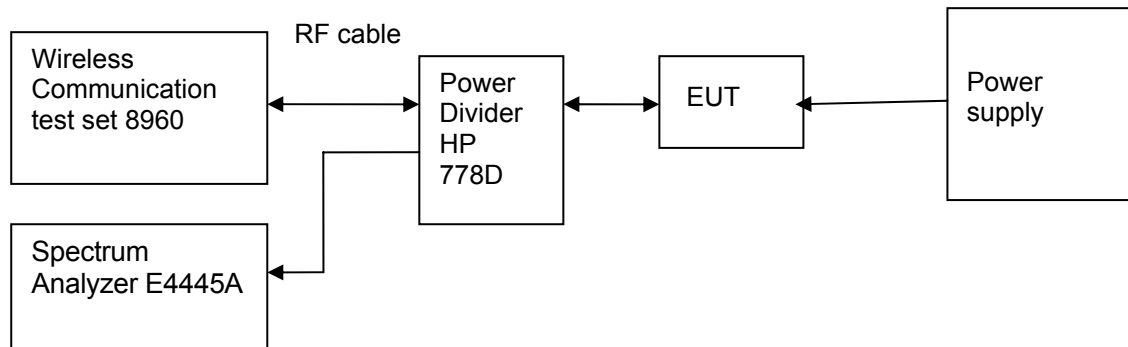 RF cable
Wireless
Communication
test set 8960
Power
Divider
HP
778D
EUT
Power
supply
Spectrum
Analyzer E4445A